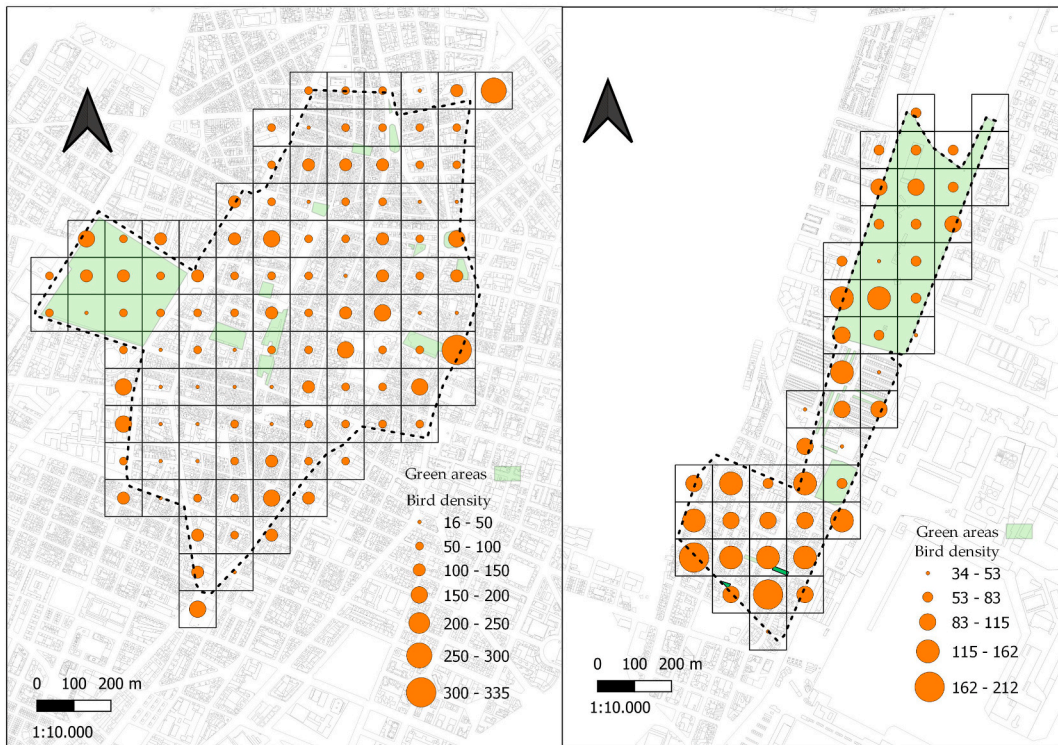 Green areas
Bird density
16 - 50
50 - 100
100 - 150
150 - 200
200 - 250
250 - 300
300 - 335
0 100 200 m
1:10.000
Green areas
Bird density
34 - 53
53 - 83
83 - 115
115 - 162
162 - 212
0 100 200 m
1:10.000